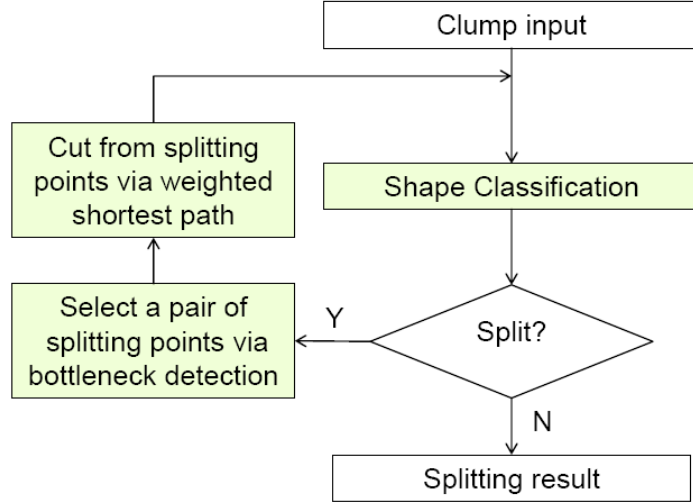 Clump input
Cut from splitting
points via weighted
shortest path
Shape Classification
Select a pair of
splitting points via
bottleneck detection
Y
Split?
N
Splitting result